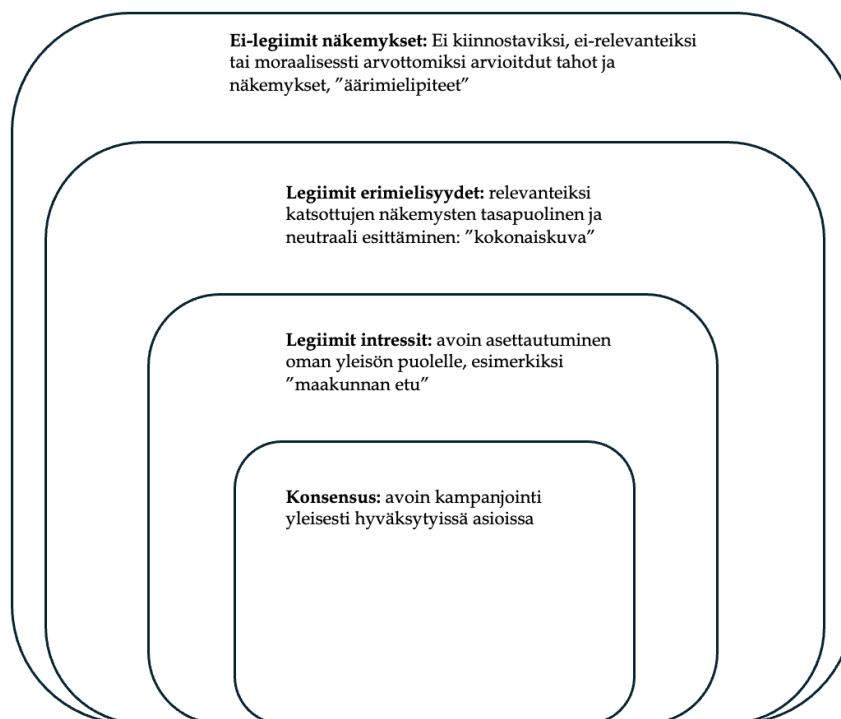 Ei-legiimit näkemykset: Ei kiinnostaviksi, ei-relevanteiksi
tai moraalisessti arvottomiksi arvioitdut tahot ja
näkemykset, ”äärimielipiteet”
Legiimit erimielisyydet: relevanteiksi
katsottujen näkemysten tasapuolinen ja
neutraali esittäminen: ”kokonaiskuva”
Legiimit intressit: avoin asettautuminen
oman yleisön puolelle, esimerkiksi
”maakunnan etu”
Konsensus: avoin kampanjointi
yleisesti hyväksytyissä asioissa